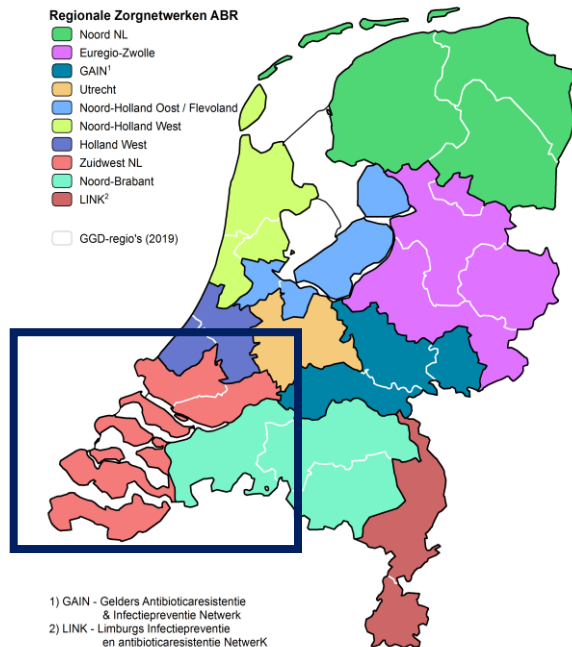 Regionale Zorgnetwerken ABR
Noord NL
Euregio-Zwolle
GAIN¹
Utrecht
Noord-Holland Oost / Flevoland
Noord-Holland West
Holland West
Zuidwest NL
Noord-Brabant
LINK²
GGD-regio's (2019)
1) GAIN - Gelders Antibioticaresistentie
& Infectiepreventie Netwerk
2) LINK - Limburgs Infectiepreventie
en antibioticaresistentie NetwerK